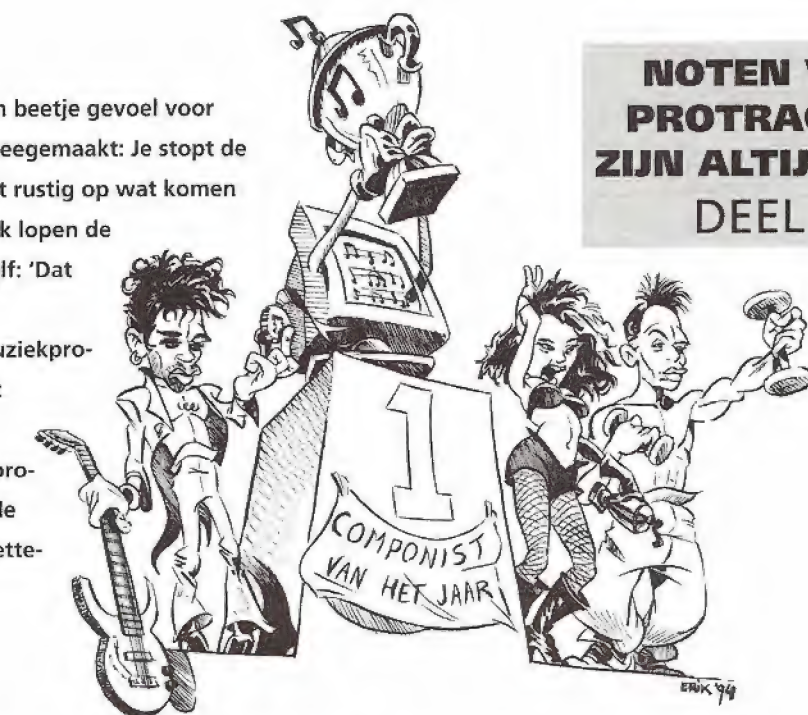 n beetje gevoel voor
eegemaakt: Je stopt de
t rustig op wat komen
k lopen de
lf: 'Dat
uziekpro-
t
pro-
le
ette-
NOTEN V
PROTRAC
ZIJN ALTIJ
DEEL
1
COMPONIST
VAN HET JAAR
ERIK '94